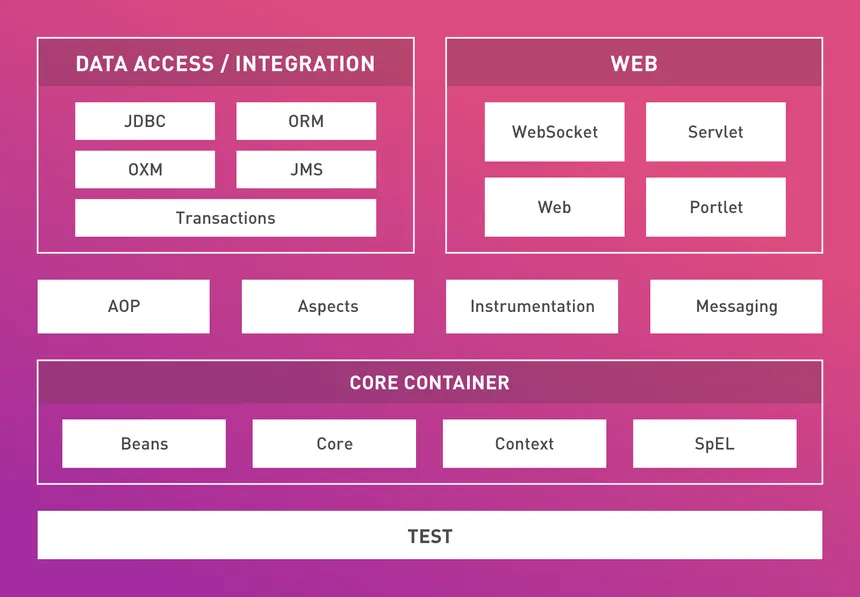 DATA ACCESS / INTEGRATION
JDBC
ORM
OXM
JMS
Transactions
WEB
WebSocket
Servlet
Web
Portlet
AOP
Aspects
Instrumentation
Messaging
CORE CONTAINER
Beans
Core
Context
SpEL
TEST